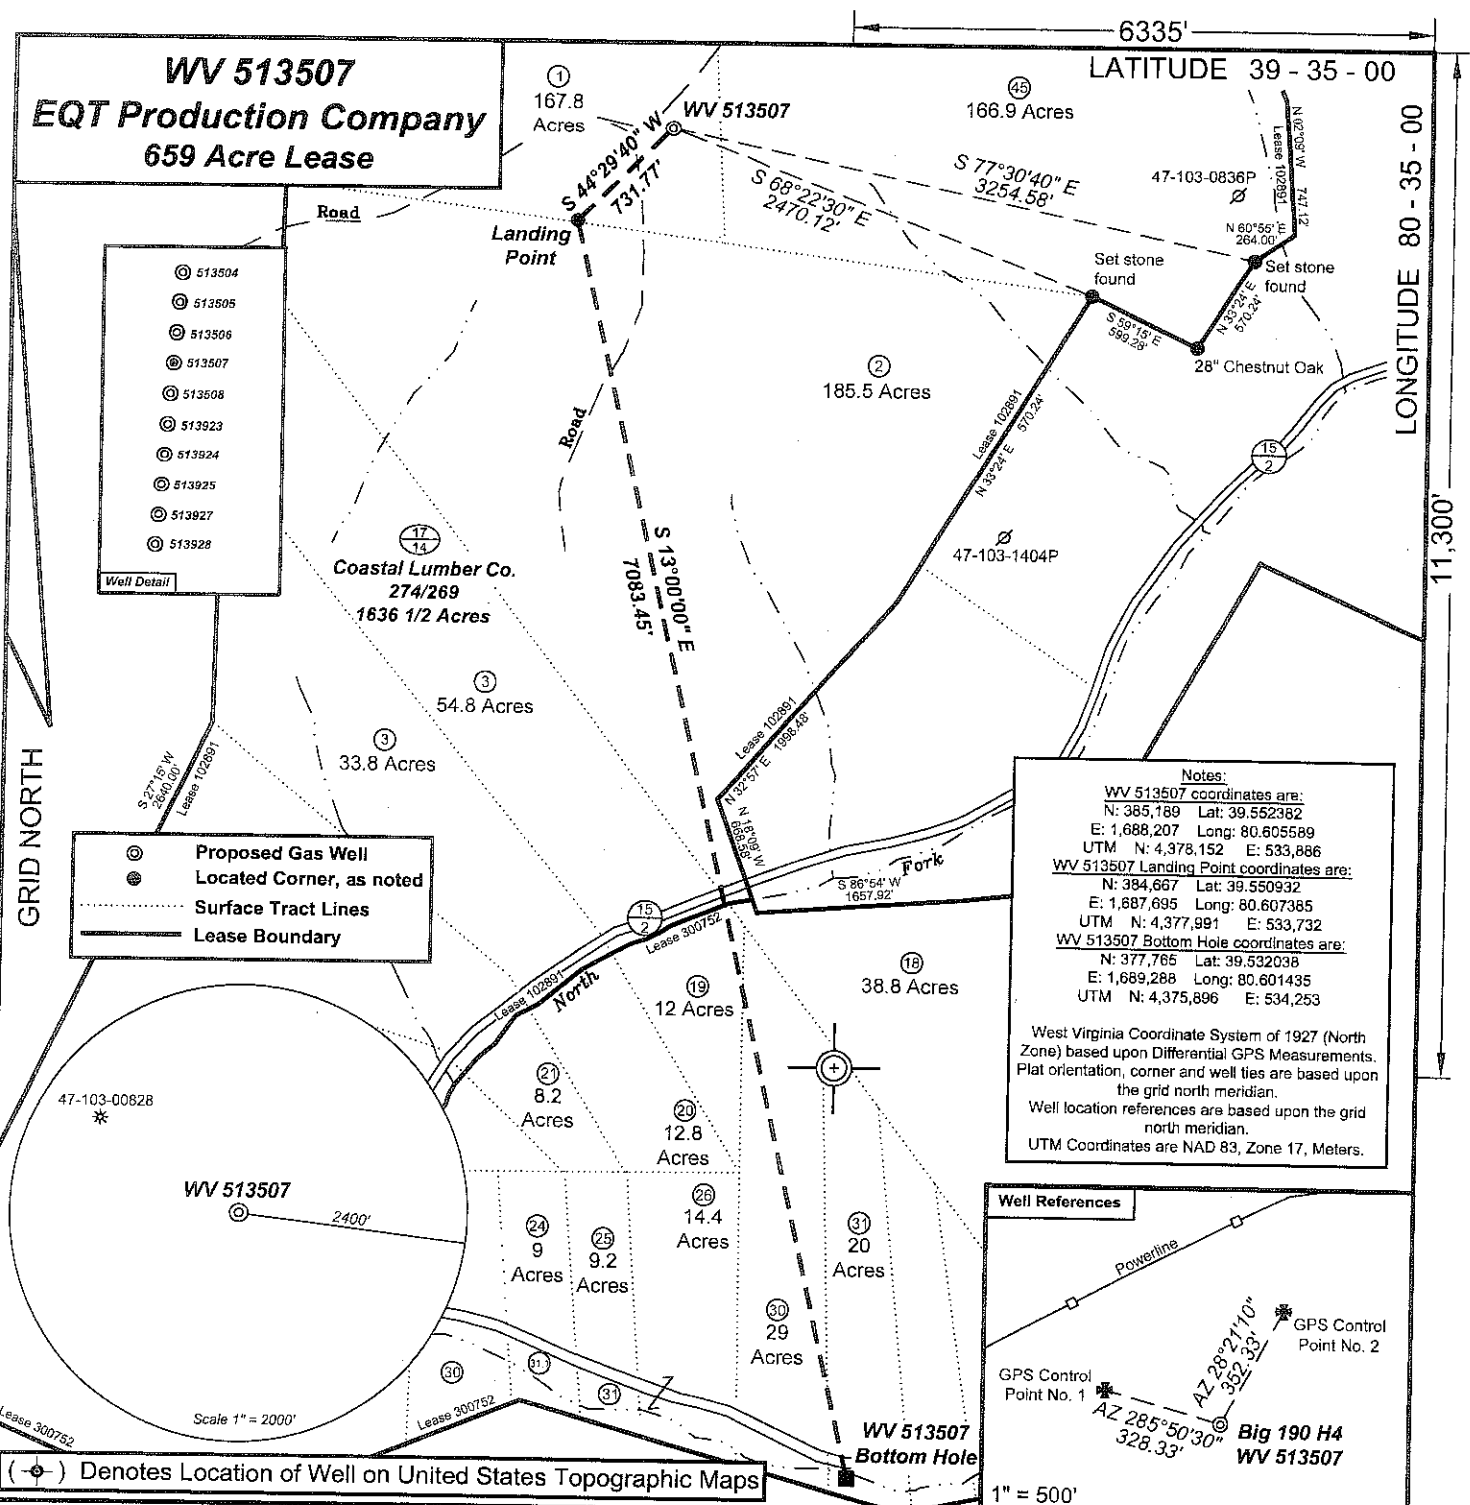 6335'
LATITUDE 39 - 35 - 00
LONGITUDE 80 - 35 - 00
11,300'
WV 513507
EQT Production Company
659 Acre Lease
1
167.8
Acres
WV 513507
45
166.9 Acres
S 44°29'40" W
731.77'
S 68°22'30" E
2470.12'
S 77°30'40" E
3254.58'
47-103-0836P
N 02°09' W 747.12
Lease 102891
N 60°55' E
264.00'
Road
Landing
Point
Set stone
found
Set stone
found
S 59°15' E
599.28'
N 33°24' E
570.24'
28" Chestnut Oak
513504
513505
513506
513507
513508
513923
513924
513925
513927
513928
Well Detail
2
185.5 Acres
Road
Lease 102891
N 33°24' E 570.24'
15
2
17
14
Coastal Lumber Co.
274/269
1636 1/2 Acres
S 13°00'00" E
7083.45'
47-103-1404P
3
54.8 Acres
3
33.8 Acres
GRID NORTH
S 27°15' W
2640.00'
Lease 102891
Lease 102891
N 32°57' E 1998.48'
N 18°09' W
668.58'
Proposed Gas Well
Located Corner, as noted
Surface Tract Lines
Lease Boundary
Fork
S 86°54' W
1657.92'
15
2
Lease 300752
Lease 102891
North
Notes:
WV 513507 coordinates are:
N: 385,189 Lat: 39.552382
E: 1,688,207 Long: 80.605589
UTM N: 4,378,152 E: 533,886
WV 513507 Landing Point coordinates are:
N: 384,667 Lat: 39.550932
E: 1,687,695 Long: 80.607385
UTM N: 4,377,991 E: 533,732
WV 513507 Bottom Hole coordinates are:
N: 377,765 Lat: 39.532038
E: 1,689,288 Long: 80.601435
UTM N: 4,375,896 E: 534,253
West Virginia Coordinate System of 1927 (North
Zone) based upon Differential GPS Measurements.
Plat orientation, corner and well ties are based upon
the grid north meridian.
Well location references are based upon the grid
north meridian.
UTM Coordinates are NAD 83, Zone 17, Meters.
18
38.8 Acres
19
12 Acres
21
8.2
Acres
20
12.8
Acres
47-103-00628
WV 513507
2400'
Scale 1" = 2000'
24
9
Acres
25
9.2
Acres
26
14.4
Acres
31
20
Acres
30
29
Acres
30
31.1
31
Lease 300752
Lease 300752
WV 513507
Bottom Hole
Well References
Powerline
GPS Control
Point No. 2
AZ 28°21'10"
352.33'
GPS Control
Point No. 1
AZ 285°50'30"
328.33'
Big 190 H4
WV 513507
1" = 500'
( ) Denotes Location of Well on United States Topographic Maps